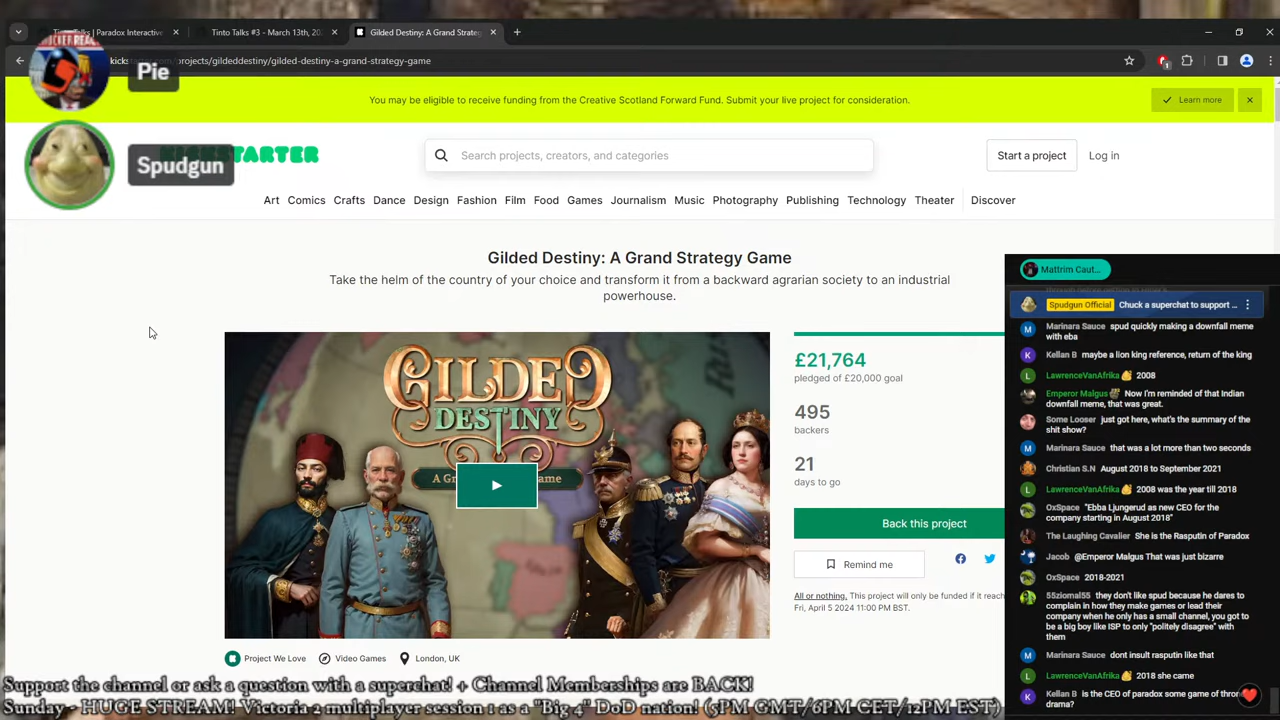 Tinto Talks | Paradox Interactive
Tinto Talks #3 - March 13th, 202
Gilded Destiny: A Grand Strateg
.com/projects/gildeddestiny/gilded-destiny-a-grand-strategy-game
Pie
You may be eligible to receive funding from the Creative Scotland Forward Fund. Submit your live project for consideration.
Learn more
Spudgun
KICKSTARTER
Search projects, creators, and categories
Start a project
Log in
Art Comics Crafts Dance Design Fashion Film Food Games Journalism Music Photography Publishing Technology Theater Discover
Gilded Destiny: A Grand Strategy Game
Take the helm of the country of your choice and transform it from a backward agrarian society to an industrial
powerhouse.
GILDED
DESTINY
£21,764
pledged of £20,000 goal
495
backers
21
days to go
Back this project
Remind me
All or nothing. This project will only be funded if it reach
Fri, April 5 2024 11:00 PM BST.
Project We Love
Video Games
London, UK
Mattrim Caut...
Spudgun Official Chuck a superchat to support ...
Marinara Sauce spud quickly making a downfall meme
with eba
Kellan B maybe a lion king reference, return of the king
LawrenceVanAfrika 2008
Emperor Malgus Now I'm reminded of that Indian
downfall meme, that was great.
Some Looser just got here, what's the summary of the
shit show?
Marinara Sauce that was a lot more than two seconds
Christian S.N August 2018 to September 2021
LawrenceVanAfrika 2008 was the year till 2018
OxSpace "Ebba Ljungerud as new CEO for the
company starting in August 2018"
The Laughing Cavalier She is the Rasputin of Paradox
Jacob @Emperor Malgus That was just bizarre
OxSpace 2018-2021
55ziomal55 they don't like spud because he dares to
complain in how they make games or lead their
company when he only has a small channel, you got to
be a big boy like ISP to only "politely disagree" with
them
Marinara Sauce dont insult rasputin like that
LawrenceVanAfrika 2018 she came
Kellan B is the CEO of paradox some game of thron
drama?
Support the channel or ask a question with a superchat! + Channel Memberships are BACK!
Sunday - HUGE STREAM! Victoria 2 multiplayer session 1 as a "Big 4" DoD nation! (5PM GMT/6PM CET/12PM EST)